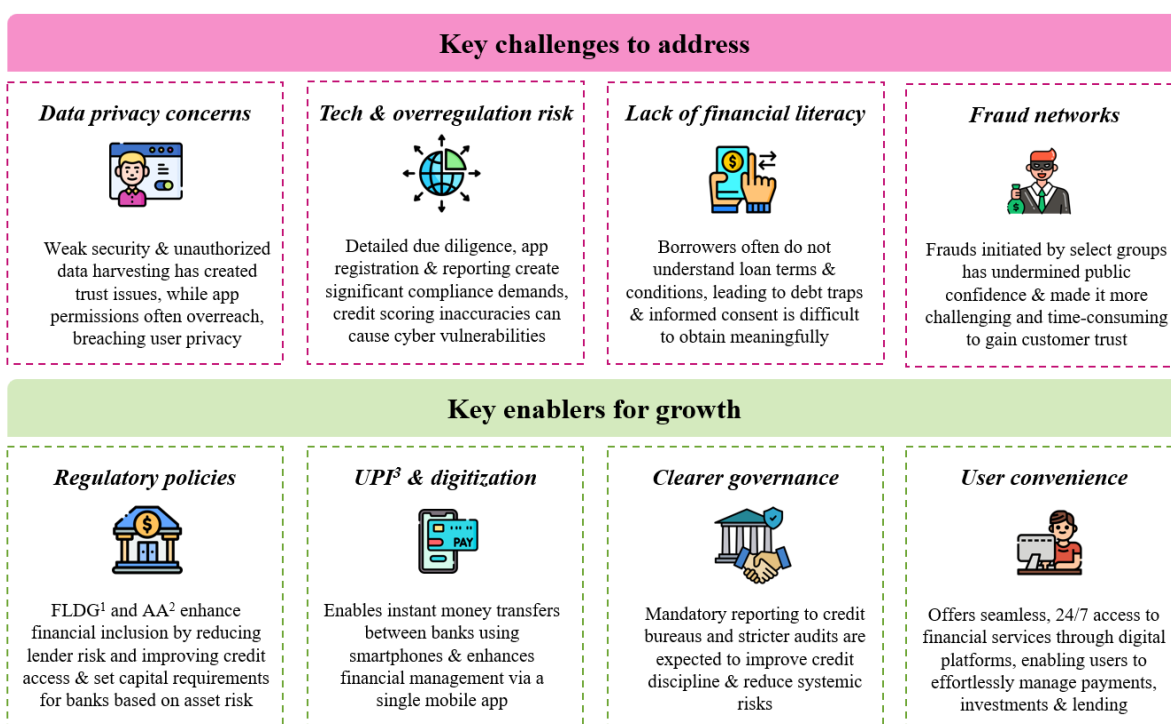 Key challenges to address
Data privacy concerns
Weak security & unauthorized
data harvesting has created
trust issues, while app
permissions often overreach,
breaching user privacy
Tech & overregulation risk
Detailed due diligence, app
registration & reporting create
significant compliance demands,
credit scoring inaccuracies can
cause cyber vulnerabilities
Lack of financial literacy
Borrowers often do not
understand loan terms &
conditions, leading to debt traps
& informed consent is difficult
to obtain meaningfully
Fraud networks
Frauds initiated by select groups
has undermined public
confidence & made it more
challenging and time-consuming
to gain customer trust
Key enablers for growth
Regulatory policies
FLDG¹ and AA² enhance
financial inclusion by reducing
lender risk and improving credit
access & set capital requirements
for banks based on asset risk
UPI³ & digitization
PAY
Enables instant money transfers
between banks using
smartphones & enhances
financial management via a
single mobile app
Clearer governance
Mandatory reporting to credit
bureaus and stricter audits are
expected to improve credit
discipline & reduce systemic
risks
User convenience
Offers seamless, 24/7 access to
financial services through digital
platforms, enabling users to
effortlessly manage payments,
investments & lending